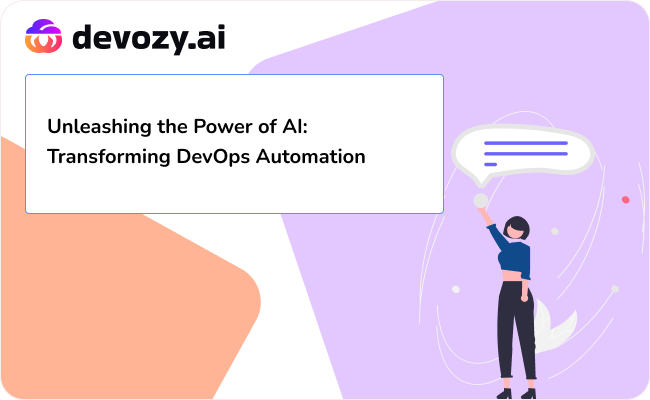 devozy.ai
Unleashing the Power of AI:
Transforming DevOps Automation